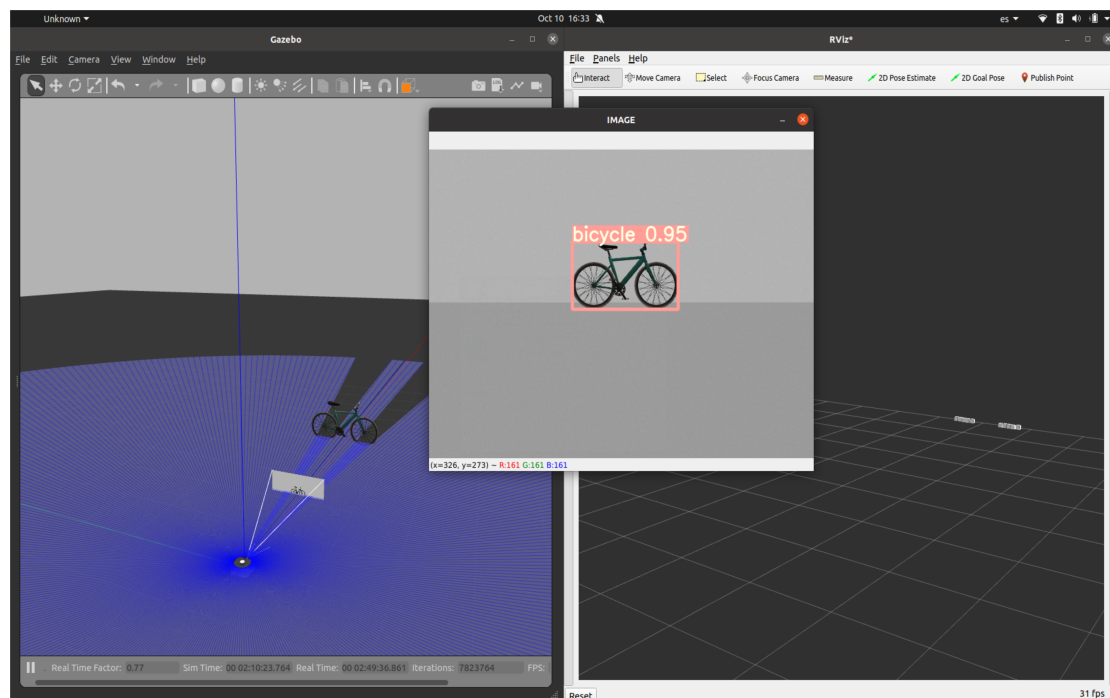 Unknown
Oct 10 16:33
es
Gazebo
File Edit Camera View Window Help
Real Time Factor: 0.77 Sim Time: 00 02:10:23.764 Real Time: 00 02:49:36.861 Iterations: 7823764 FPS:
RViz*
File Panels Help
Interact Move Camera Select Focus Camera Measure 2D Pose Estimate 2D Goal Pose Publish Point
IMAGE
bicycle 0.95
(x=326, y=273) ~ R:161 G:161 B:161
Reset
31 fps